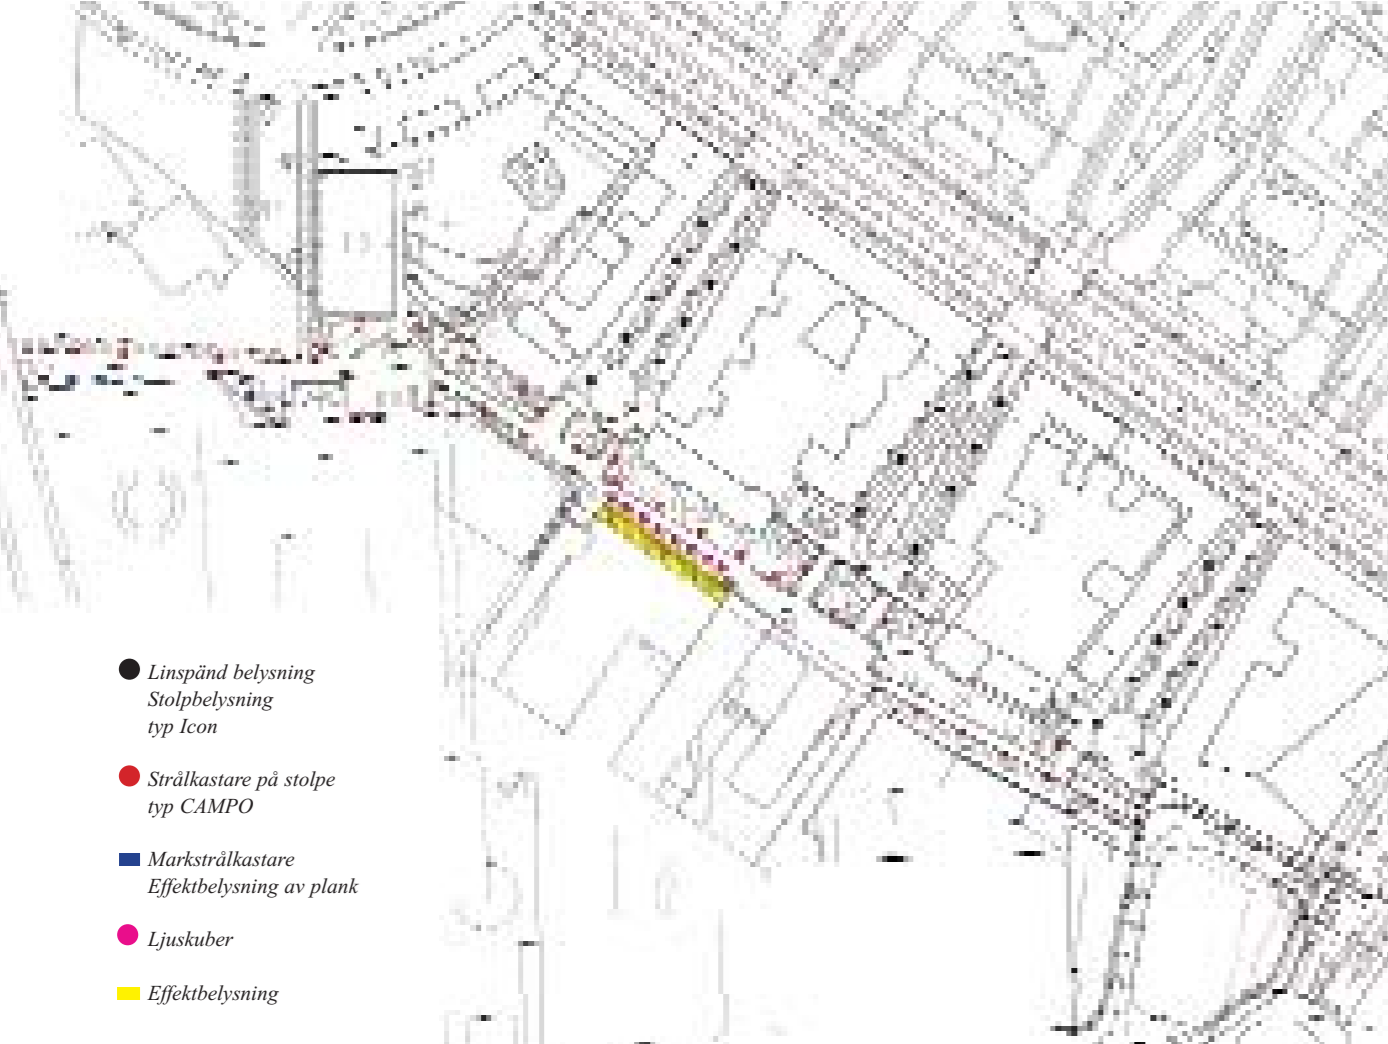 Linspänd belysning
Stolpbelysning
typ Icon
Strålkastare på stolpe
typ CAMPO
Markstrålkastare
Effektbelysning av plank
Ljuskuber
Effektbelysning